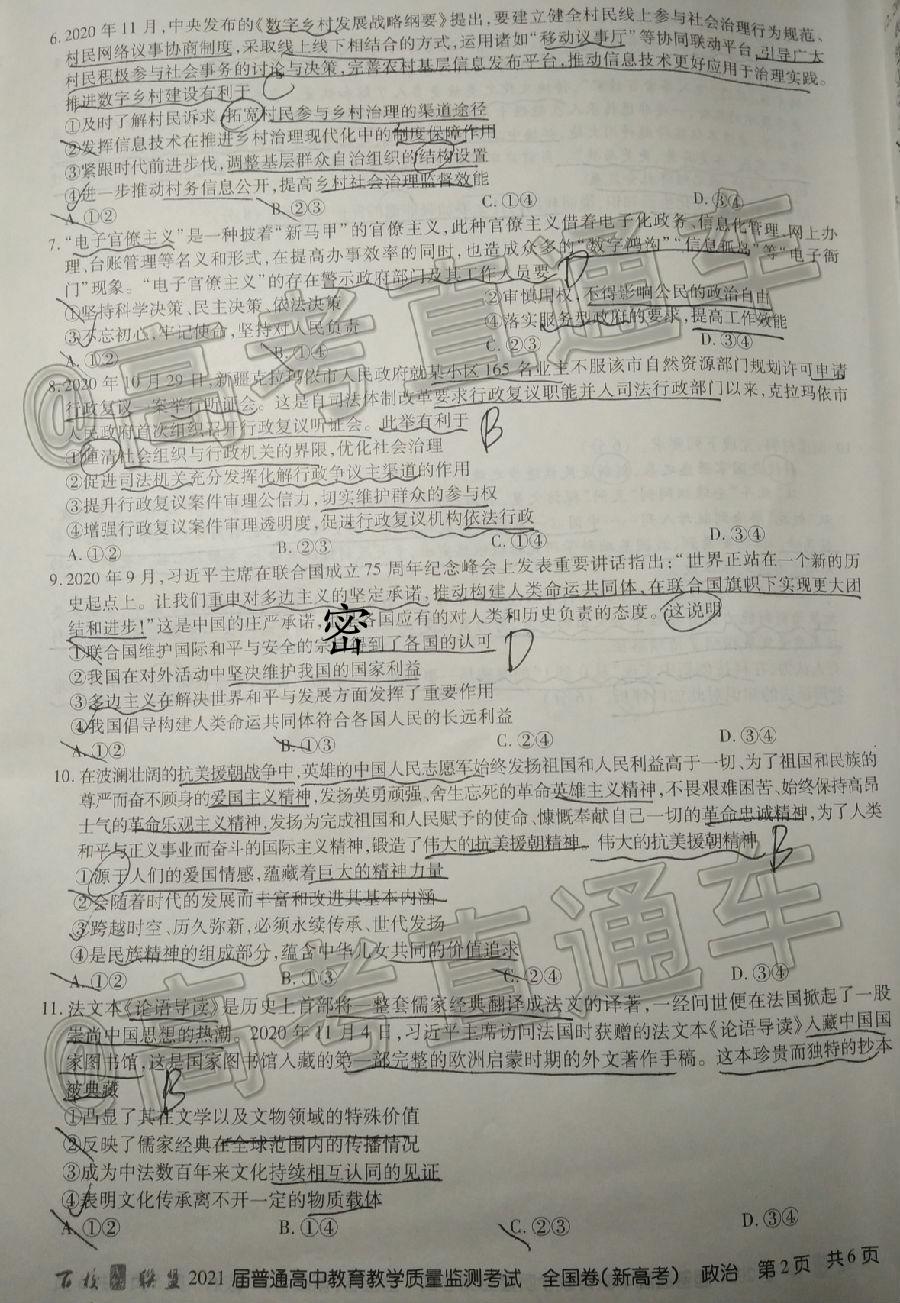 6. 2020年11月,中央发布的《数字乡村发展战略纲要》提出,要建立健全村民线上参与社会治理行为规范、
村民网络议事协商制度,采取线上线下相结合的方式,运用诸如“移动议事厅”等协同联动平台,引导广大
村民积极参与社会事务的讨论与决策,完善农村基层信息发布平台,推动信息技术更好应用于治理实践。
推进数字乡村建设有利于 C
①及时了解村民诉求,拓宽村民参与乡村治理的渠道途径
②发挥信息技术在推进乡村治理现代化中的制度保障作用
③紧跟时代前进步伐,调整基层群众自治组织的结构设置
④进一步推动村务信息公开,提高乡村社会治理监督效能
A. ①② B. ②③ C. ①④ D. ③④
7. “电子官僚主义”是一种披着“新马甲”的官僚主义,此种官僚主义借着电子化政务、信息化管理、网上办
理,台账管理等名义和形式,在提高办事效率的同时,也造成众多的“数字鸿沟”“信息孤岛”等“电子衙
门”现象。“电子官僚主义”的存在警示政府部门及其工作人员要 D
①坚持科学决策、民主决策、依法决策 ②审慎用权,不得影响公民的政治自由
③不忘初心,牢记使命,坚持对人民负责 ④落实服务型政府的要求,提高工作效能
A. ①② B. ①④ C. ②③ D. ③④
8. 2020年10月29日,新疆克拉玛依市人民政府就某小区165名业主不服该市自然资源部门规划许可申请
行政复议一案举行听证会。这是自司法体制改革要求行政复议职能并入司法行政部门以来,克拉玛依市
人民政府首次组织召开行政复议听证会。此举有利于 B
①厘清社会组织与行政机关的界限,优化社会治理
②促进司法机关充分发挥化解行政争议主渠道的作用
③提升行政复议案件审理公信力,切实维护群众的参与权
④增强行政复议案件审理透明度,促进行政复议机构依法行政
A. ①② B. ②③ C. ①④ D. ③④
9. 2020年9月,习近平主席在联合国成立75周年纪念峰会上发表重要讲话指出:“世界正站在一个新的历
史起点上。让我们重申对多边主义的坚定承诺,推动构建人类命运共同体,在联合国旗帜下实现更大团
结和进步!”这是中国的庄严承诺, 各国应有的对人类和历史负责的态度。这说明
密
①联合国维护国际和平与安全的宗 得到了各国的认可 D
②我国在对外活动中坚决维护我国的国家利益
③多边主义在解决世界和平与发展方面发挥了重要作用
④我国倡导构建人类命运共同体符合各国人民的长远利益
A. ①② B. ①③ C. ②④ D. ③④
10. 在波澜壮阔的抗美援朝战争中,英雄的中国人民志愿军始终发扬祖国和人民利益高于一切、为了祖国和民族的
尊严而奋不顾身的爱国主义精神,发扬英勇顽强、舍生忘死的革命英雄主义精神,不畏艰难困苦、始终保持高昂
士气的革命乐观主义精神,发扬为完成祖国和人民赋予的使命、慷慨奉献自己一切的革命忠诚精神,为了人类
和平与正义事业而奋斗的国际主义精神,锻造了伟大的抗美援朝精神。伟大的抗美援朝精神 B
①源于人们的爱国情感,蕴藏着巨大的精神力量
②会随着时代的发展而丰富和改进其基本内涵
③跨越时空、历久弥新,必须永续传承、世代发扬
④是民族精神的组成部分,蕴含中华儿女共同的价值追求
A. ①② B. ①③ C. ②④ D. ③④
11. 法文本《论语导读》是历史上首部将一整套儒家经典翻译成法文的译著,一经问世便在法国掀起了一股
崇尚中国思想的热潮。2020年11月4日,习近平主席访问法国时获赠的法文本《论语导读》入藏中国国
家图书馆,这是国家图书馆入藏的第一部完整的欧洲启蒙时期的外文著作手稿。这本珍贵而独特的抄本
被典藏 B
①凸显了其在文学以及文物领域的特殊价值
②反映了儒家经典在全球范围内的传播情况
③成为中法数百年来文化持续相互认同的见证
④表明文化传承离不开一定的物质载体
A. ①② B. ①④ C. ②③ D. ③④
百校 联盟 2021届普通高中教育教学质量监测考试 全国卷(新高考) 政治 第2页 共6页
@高考直通车
@高考直通车